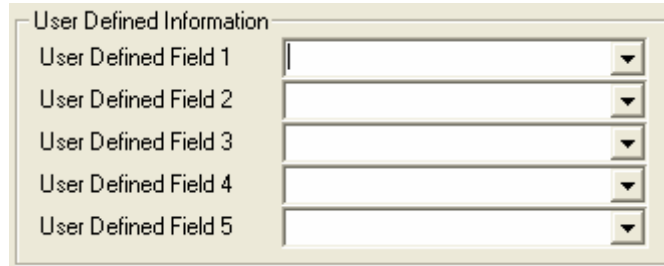 User Defined Information
User Defined Field 1
User Defined Field 2
User Defined Field 3
User Defined Field 4
User Defined Field 5